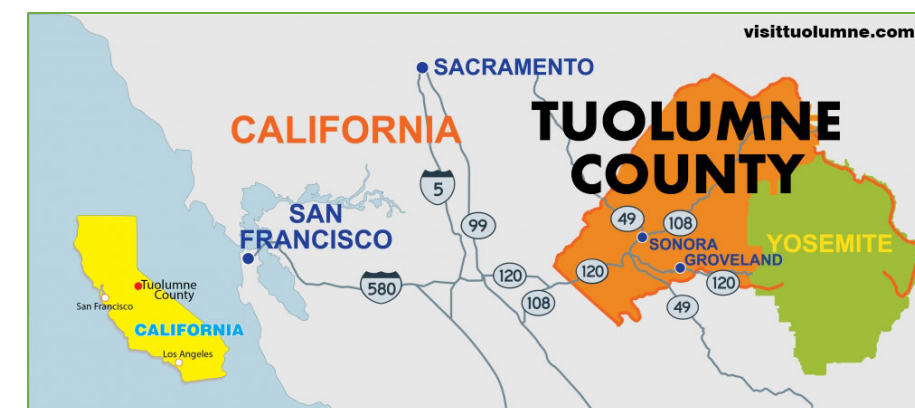 visittuolumne.com
SACRAMENTO
CALIFORNIA
TUOLUMNE
COUNTY
5
SAN
FRANCISCO
99
49
108
SONORA
GROVELAND
YOSEMITE
580
120
108
120
120
49
Tuolumne
County
San Francisco
CALIFORNIA
Los Angeles